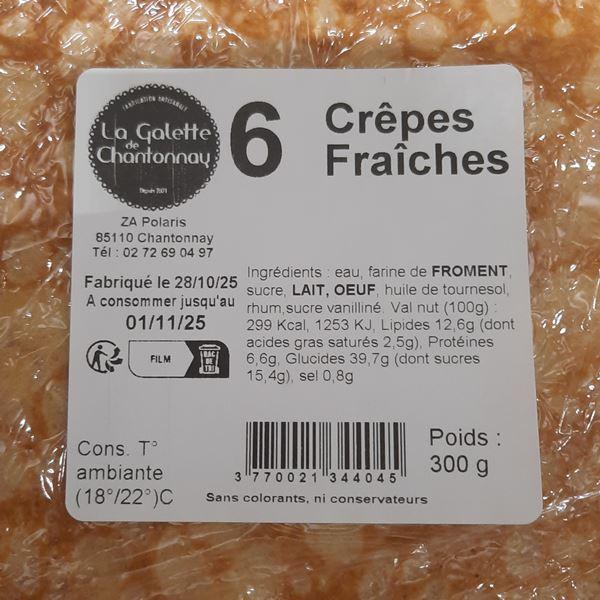 FABRICATION ARTISANALE
La Galette
de
Chantonnay
6
Crêpes
Fraîches
ZA Polaris
85110 Chantonnay
Tél : 02 72 69 04 97
Fabriqué le 28/10/25
A consommer jusqu'au
01/11/25
FILM
BAC
DE
TRI
Ingrédients : eau, farine de FROMENT,
sucre, LAIT, OEUF, huile de tournesol,
rhum,sucre vanilliné. Val nut (100g) :
299 Kcal, 1253 KJ, Lipides 12,6g (dont
acides gras saturés 2,5g), Protéines
6,6g, Glucides 39,7g (dont sucres
15,4g), sel 0,8g
Cons. T°
ambiante
(18°/22°)C
3 770021 344045
Sans colorants, ni conservateurs
Poids :
300 g